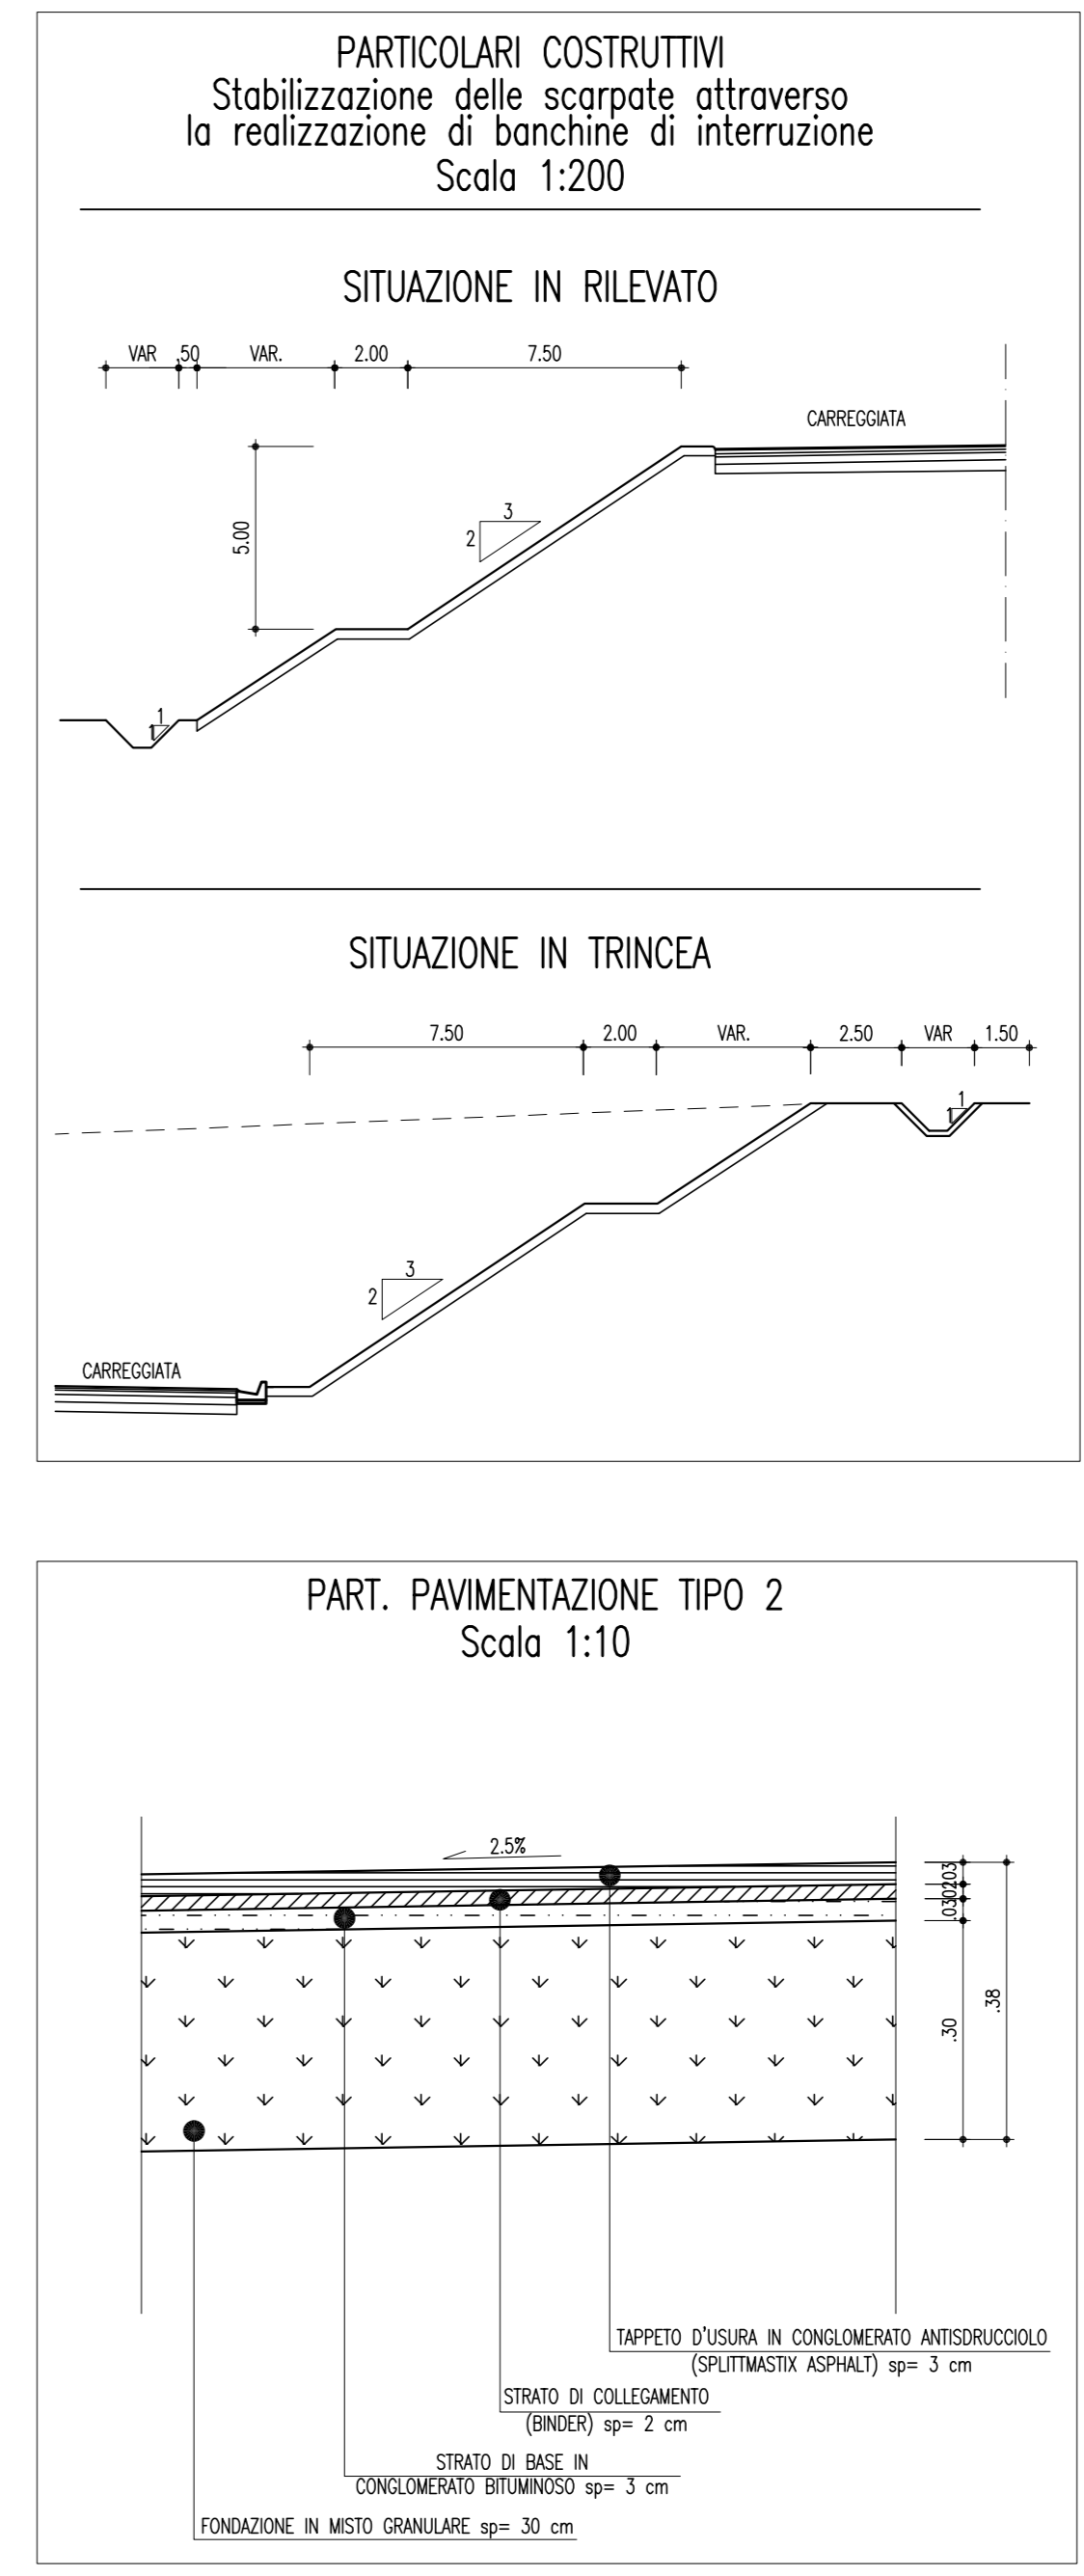 PARTICOLARI COSTRUTTIVI
Stabilizzazione delle scarpate attraverso
la realizzazione di banchine di interruzione
Scala 1:200
SITUAZIONE IN RILEVATO
VAR .50 VAR. 2.00 7.50
CARREGGIATA
5.00
3
2
1
1
SITUAZIONE IN TRINCEA
7.50 2.00 VAR. 2.50 VAR 1.50
1
1
3
2
CARREGGIATA
PART. PAVIMENTAZIONE TIPO 2
Scala 1:10
2.5%
.030203
.30
.38
TAPPETO D'USURA IN CONGLOMERATO ANTISDRUCCIOLO
(SPLITTMASTIX ASPHALT) sp= 3 cm
STRATO DI COLLEGAMENTO
(BINDER) sp= 2 cm
STRATO DI BASE IN
CONGLOMERATO BITUMINOSO sp= 3 cm
FONDAZIONE IN MISTO GRANULARE sp= 30 cm